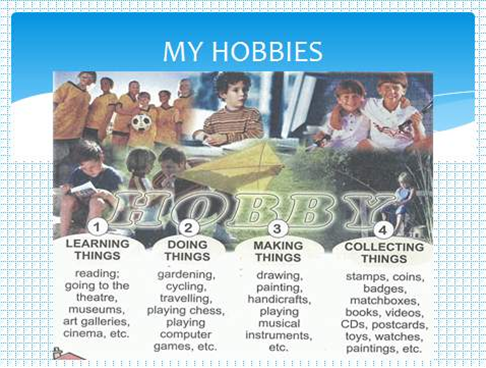 MY HOBBIES
HOBBY
1
LEARNING
THINGS
reading:
going to the
theatre,
museums,
art galleries,
cinema, etc.
2
DOING
THINGS
gardening,
cycling,
travelling,
playing chess,
playing
computer
games, etc.
3
MAKING
THINGS
drawing,
painting,
handicrafts,
playing
musical
instruments,
etc.
4
COLLECTING
THINGS
stamps, coins,
badges,
matchboxes,
books, videos,
CDs, postcards,
toys, watches,
paintings, etc.